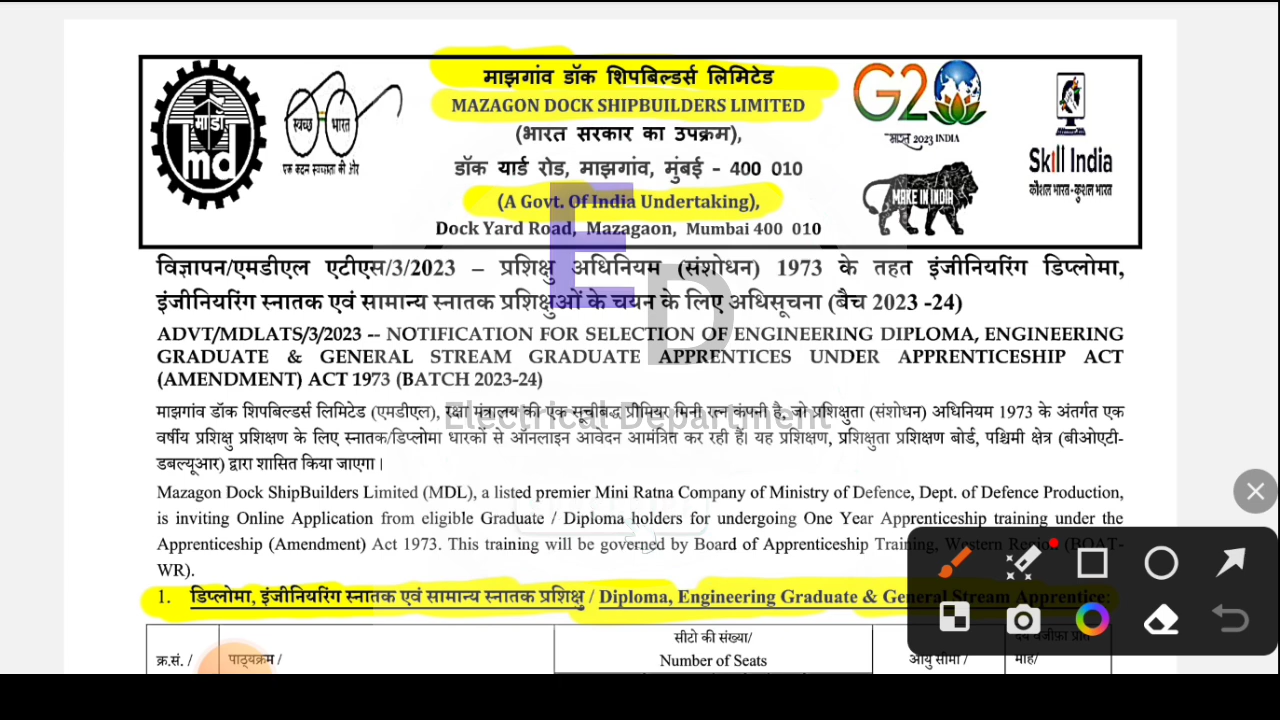 माझगांव डॉक शिपबिल्डर्स लिमिटेड
MAZAGON DOCK SHIPBUILDERS LIMITED
(भारत सरकार का उपक्रम),
डॉक यार्ड रोड, माझगांव, मुंबई - 400 010
(A Govt. Of India Undertaking),
Dock Yard Road, Mazagaon, Mumbai 400 010
माडॉ
md
स्वच्छ भारत
एक कदम स्वच्छता की ओर
G20
2023 INDIA
MAKE IN INDIA
Skill India
कौशल भारत-कुशल भारत
विज्ञापन/एमडीएल एटीएस/3/2023 – प्रशिक्षु अधिनियम (संशोधन) 1973 के तहत इंजीनियरिंग डिप्लोमा,
इंजीनियरिंग स्नातक एवं सामान्य स्नातक प्रशिक्षुओं के चयन के लिए अधिसूचना (बैच 2023 -24)
ADVT/MDLATS/3/2023 -- NOTIFICATION FOR SELECTION OF ENGINEERING DIPLOMA, ENGINEERING
GRADUATE & GENERAL STREAM GRADUATE APPRENTICES UNDER APPRENTICESHIP ACT
(AMENDMENT) ACT 1973 (BATCH 2023-24)
ED
Electrical Department
माझगांव डॉक शिपबिल्डर्स लिमिटेड (एमडीएल), रक्षा मंत्रालय की एक सूचीबद्ध प्रीमियर मिनी रत्न कंपनी है, जो प्रशिक्षुता (संशोधन) अधिनियम 1973 के अंतर्गत एक
वर्षीय प्रशिक्षु प्रशिक्षण के लिए स्नातक/डिप्लोमा धारकों से ऑनलाइन आवेदन आमंत्रित कर रही हैं। यह प्रशिक्षण, प्रशिक्षुता प्रशिक्षण बोर्ड, पश्चिमी क्षेत्र (बीओएटी-
डबल्यूआर) द्वारा शासित किया जाएगा।
Mazagon Dock ShipBuilders Limited (MDL), a listed premier Mini Ratna Company of Ministry of Defence, Dept. of Defence Production,
is inviting Online Application from eligible Graduate / Diploma holders for undergoing One Year Apprenticeship training under the
Apprenticeship (Amendment) Act 1973. This training will be governed by Board of Apprenticeship Training, Western Region (BOAT-
WR).
1. डिप्लोमा, इंजीनियरिंग स्नातक एवं सामान्य स्नातक प्रशिक्षु / Diploma, Engineering Graduate & General Stream Apprentice:
क्र.सं. /
पाठ्यक्रम /
सीटो की संख्या/
Number of Seats
आयु सीमा /
माह/